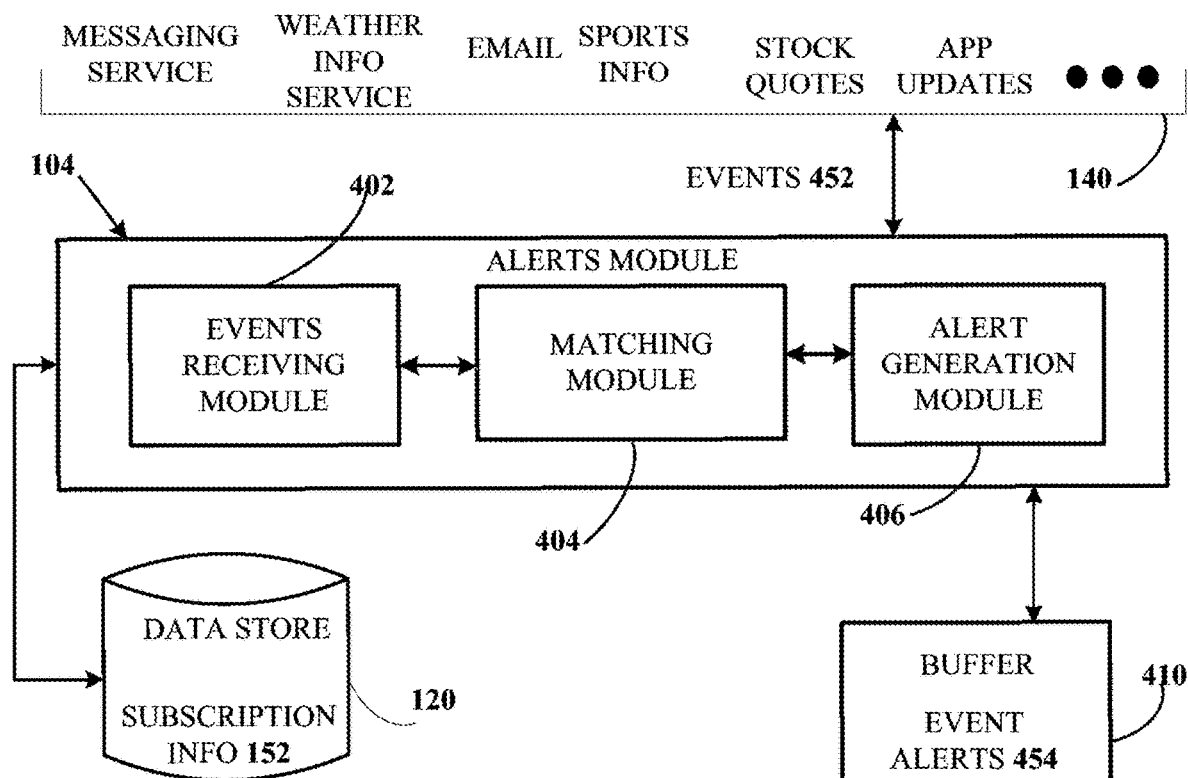 MESSAGING
SERVICE
WEATHER
INFO
SERVICE
EMAIL
SPORTS
INFO
STOCK
QUOTES
APP
UPDATES
104
402
EVENTS 452
140
ALERTS MODULE
EVENTS
RECEIVING
MODULE
MATCHING
MODULE
ALERT
GENERATION
MODULE
404
406
DATA STORE
SUBSCRIPTION
INFO 152
120
BUFFER
EVENT
ALERTS 454
410